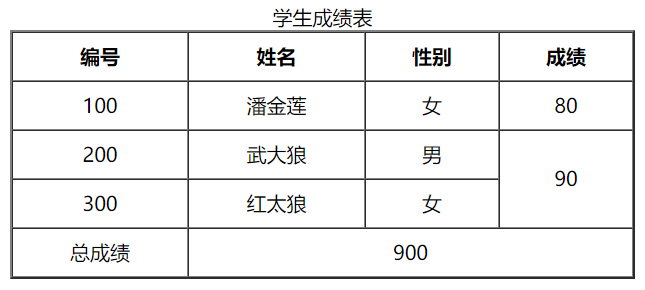 学生成绩表
编号 姓名 性别 成绩
100 潘金莲 女 80
200 武大狼 男 90
300 红太狼 女
总成绩 900